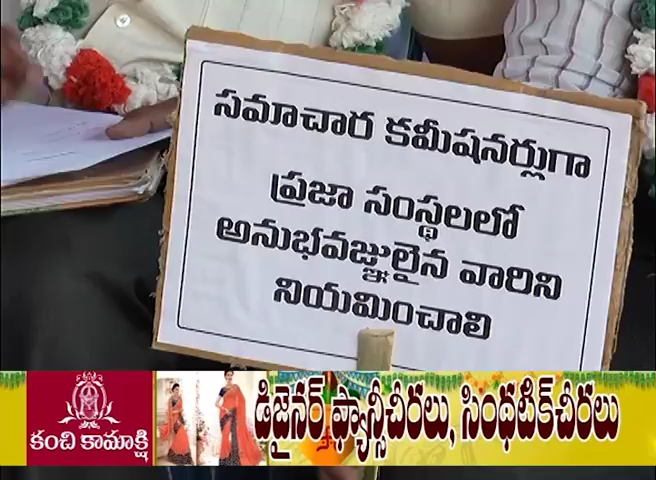 సమాచార కమీషనర్లుగా
ప్రజా సంస్థలలో
అనుభవజ్ఞులైన వారిని
నియమించాలి
కంచి కామాక్షి
డిజైనర్ ఫ్యాన్సీచీరలు, సింథటిక్‌చీరలు